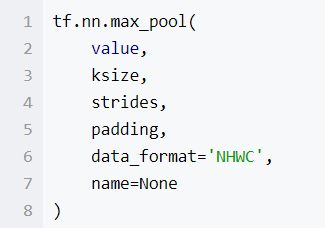 1 tf.nn.max_pool(
2     value,
3     ksize,
4     strides,
5     padding,
6     data_format='NHWC',
7     name=None
8 )